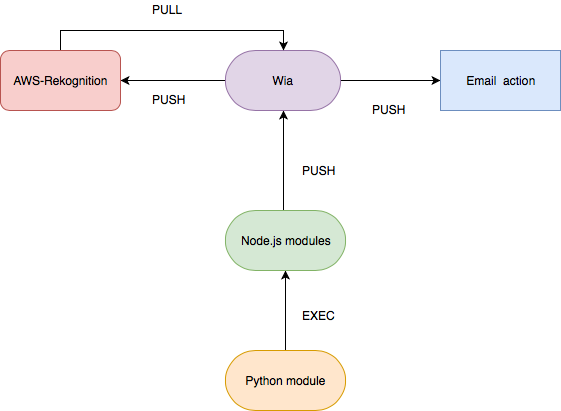 PULL
AWS-Rekognition
Wia
Email action
PUSH
PUSH
PUSH
Node.js modules
EXEC
Python module